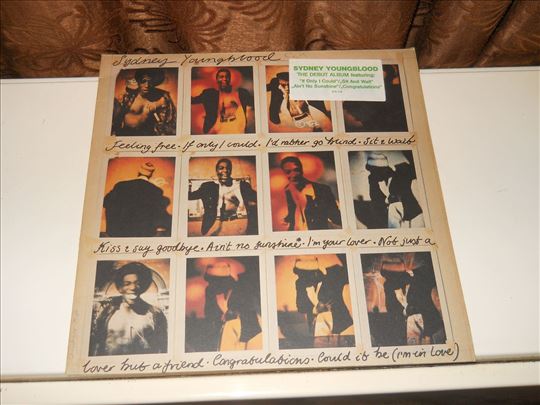 Sydney Youngblood
SYDNEY YOUNGBLOOD
THE DEBUT ALBUM featuring:
"If Only I Could"/„Sit And Wait"
„Ain't No Sunshine"/„Congratulations"
Feeling free · If only I could · I'd rather go blind · Sit & wait
Kiss & say goodbye · Ain't no sunshine · I'm your lover · Not just a
lover but a friend · Congratulations · Could it be (I'm in love)